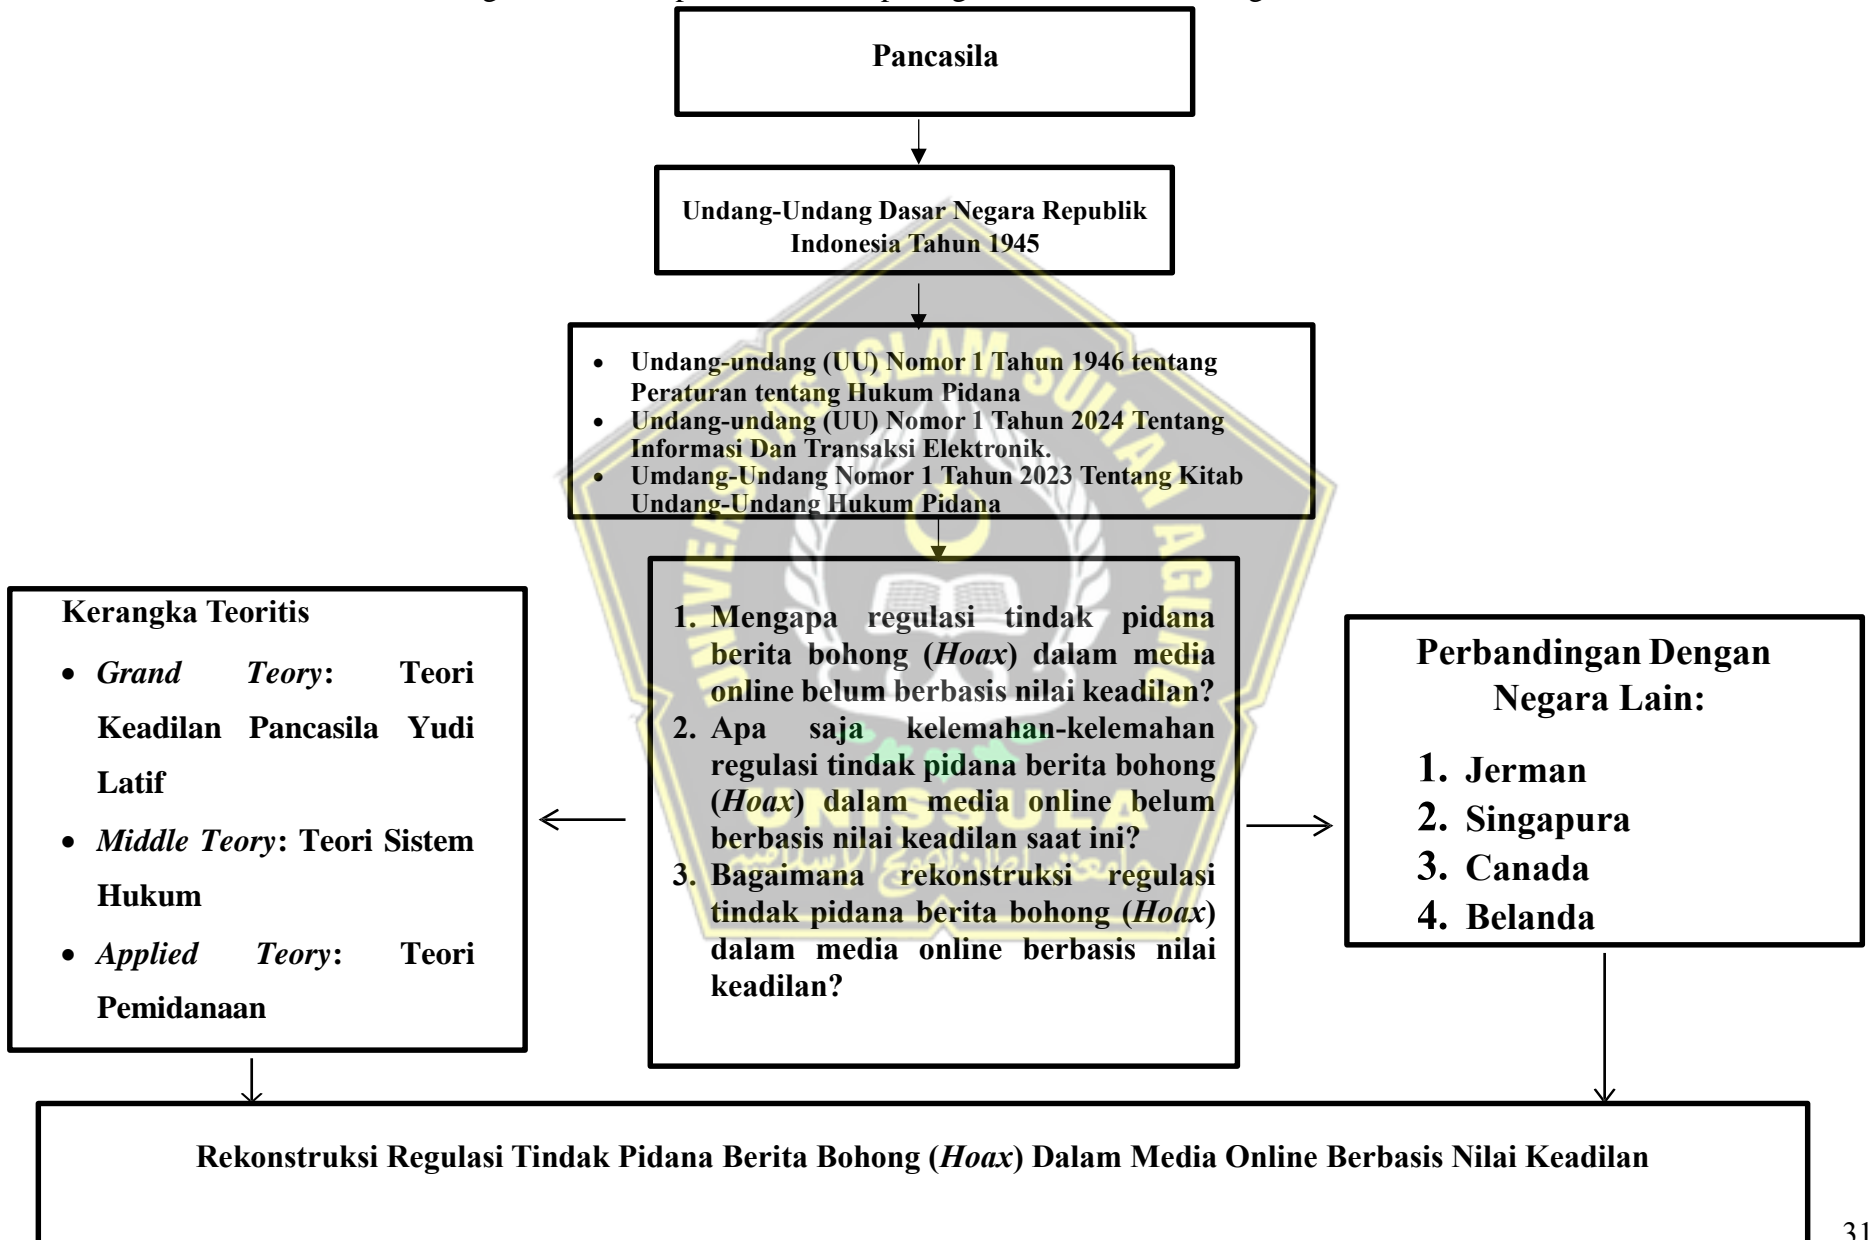 Pancasila
Undang-Undang Dasar Negara Republik
Indonesia Tahun 1945
• Undang-undang (UU) Nomor 1 Tahun 1946 tentang
Peraturan tentang Hukum Pidana
• Undang-undang (UU) Nomor 1 Tahun 2024 Tentang
Informasi Dan Transaksi Elektronik.
• Umdang-Undang Nomor 1 Tahun 2023 Tentang Kitab
Undang-Undang Hukum Pidana
Kerangka Teoritis
• Grand Teory: Teori
Keadilan Pancasila Yudi
Latif
• Middle Teory: Teori Sistem
Hukum
• Applied Teory: Teori
Pemidanaan
1. Mengapa regulasi tindak pidana
berita bohong (Hoax) dalam media
online belum berbasis nilai keadilan?
2. Apa saja kelemahan-kelemahan
regulasi tindak pidana berita bohong
(Hoax) dalam media online belum
berbasis nilai keadilan saat ini?
3. Bagaimana rekonstruksi regulasi
tindak pidana berita bohong (Hoax)
dalam media online berbasis nilai
keadilan?
Perbandingan Dengan
Negara Lain:
1. Jerman
2. Singapura
3. Canada
4. Belanda
Rekonstruksi Regulasi Tindak Pidana Berita Bohong (Hoax) Dalam Media Online Berbasis Nilai Keadilan
31
UNIVERSITAS ISLAM SULTAN AGUNG
UNISSULA